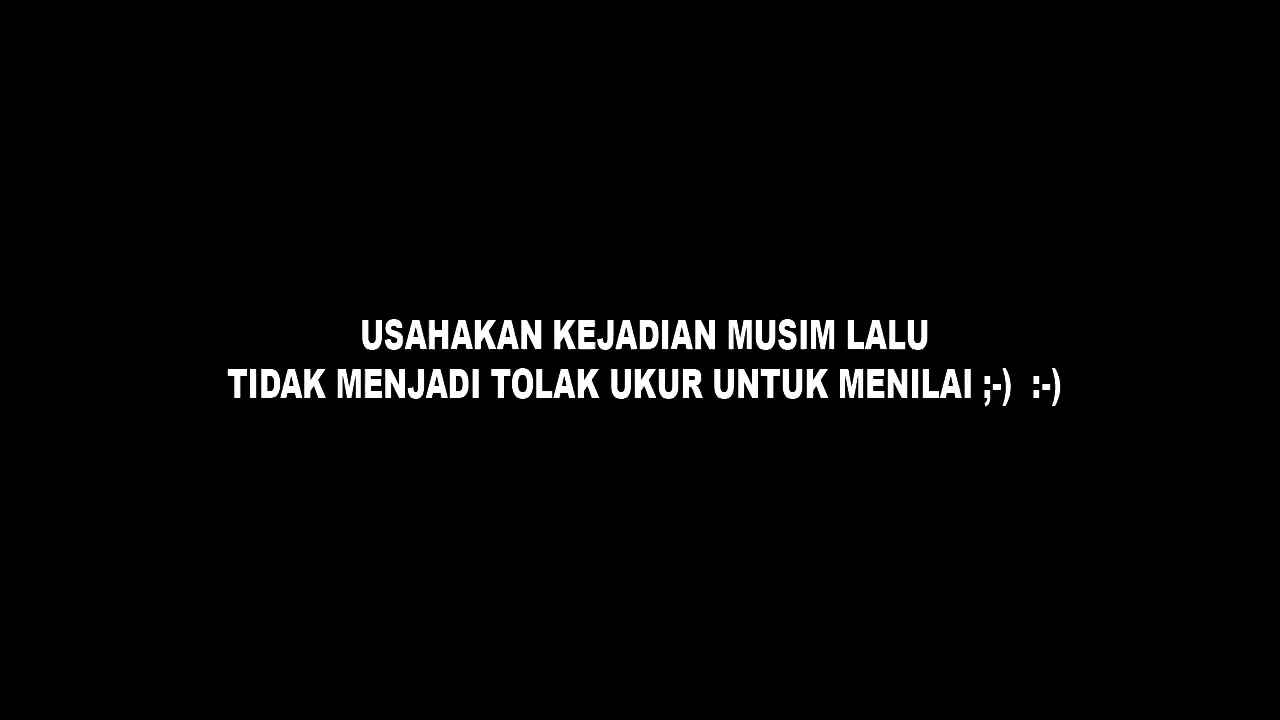 USAHAKAN KEJADIAN MUSIM LALU
TIDAK MENJADI TOLAK UKUR UNTUK MENILAI ;-)  :-)